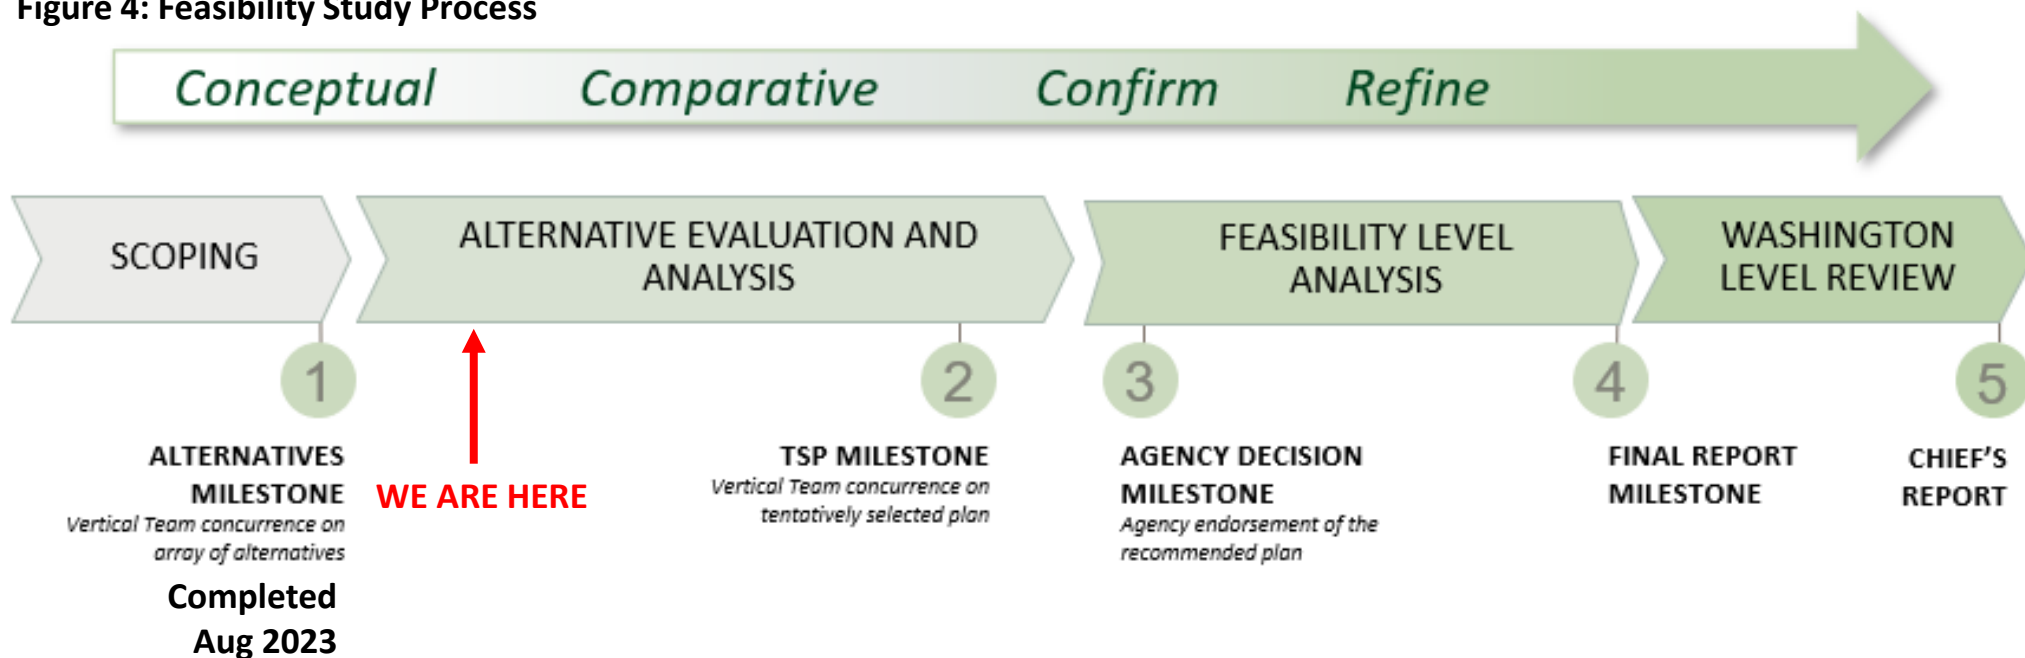 Figure 4: Feasibility Study Process
Conceptual Comparative Confirm Refine
SCOPING
ALTERNATIVE EVALUATION AND
ANALYSIS
FEASIBILITY LEVEL
ANALYSIS
WASHINGTON
LEVEL REVIEW
1
ALTERNATIVES
MILESTONE
Vertical Team concurrence on
array of alternatives
Completed
Aug 2023
WE ARE HERE
2
TSP MILESTONE
Vertical Team concurrence on
tentatively selected plan
3
AGENCY DECISION
MILESTONE
Agency endorsement of the
recommended plan
4
FINAL REPORT
MILESTONE
5
CHIEF'S
REPORT